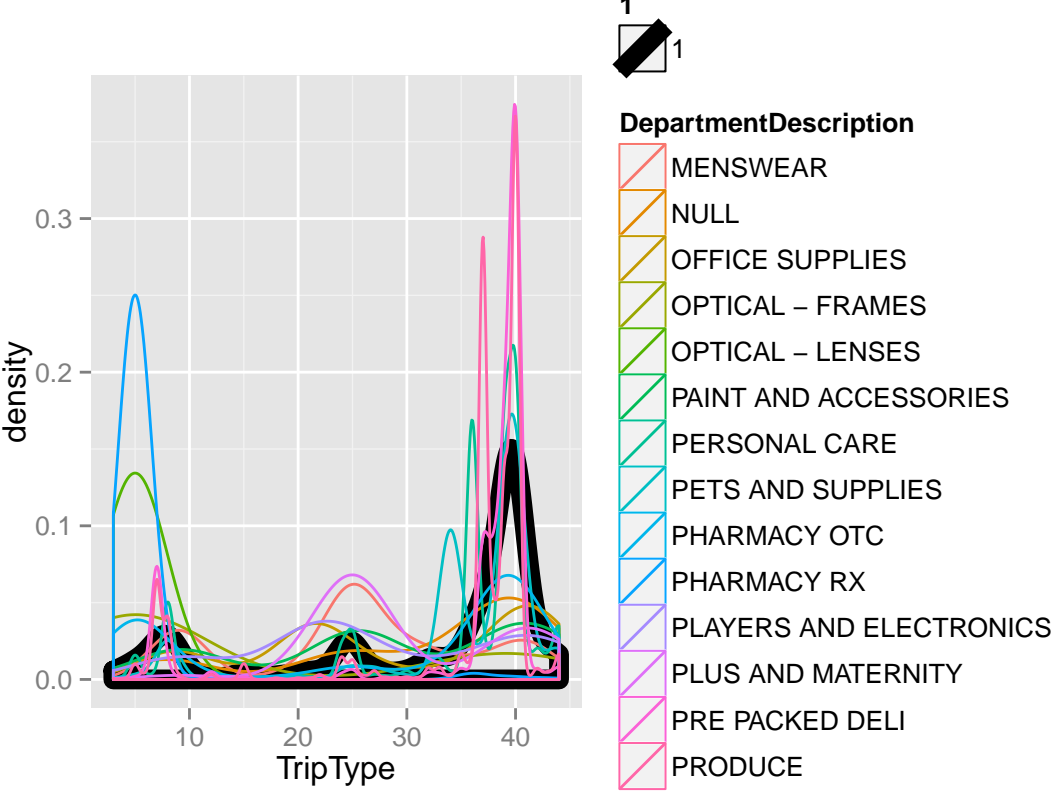 1
1
DepartmentDescription
MENSWEAR
NULL
OFFICE SUPPLIES
OPTICAL – FRAMES
OPTICAL – LENSES
PAINT AND ACCESSORIES
PERSONAL CARE
PETS AND SUPPLIES
PHARMACY OTC
PHARMACY RX
PLAYERS AND ELECTRONICS
PLUS AND MATERNITY
PRE PACKED DELI
PRODUCE
density
0.3
0.2
0.1
0.0
10 20 30 40
TripType